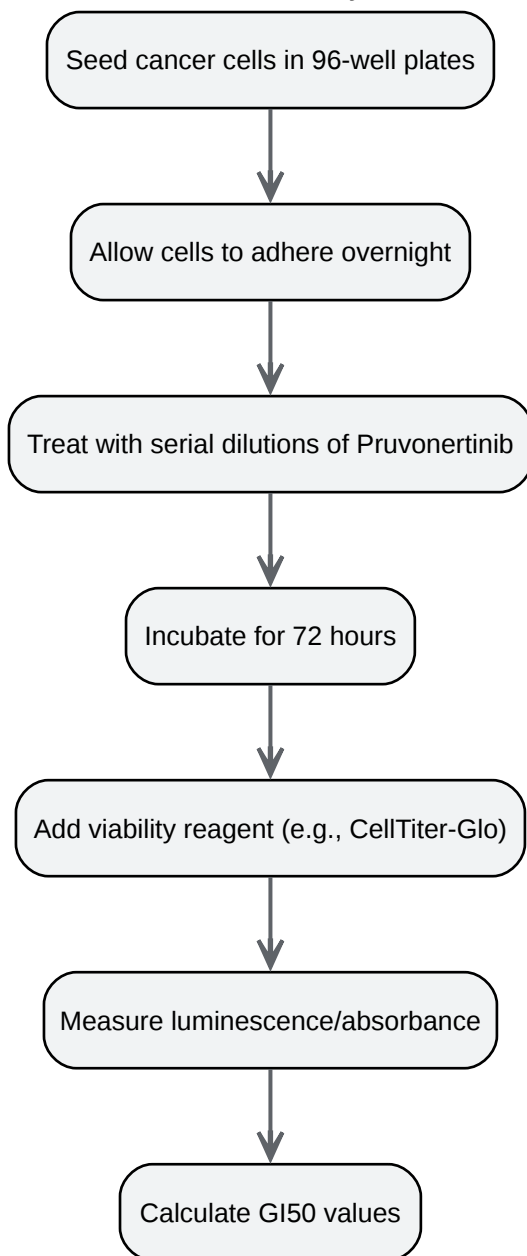 Seed cancer cells in 96-well plates
Allow cells to adhere overnight
Treat with serial dilutions of Pruvonertinib
Incubate for 72 hours
Add viability reagent (e.g., CellTiter-Glo)
Measure luminescence/absorbance
Calculate GI50 values